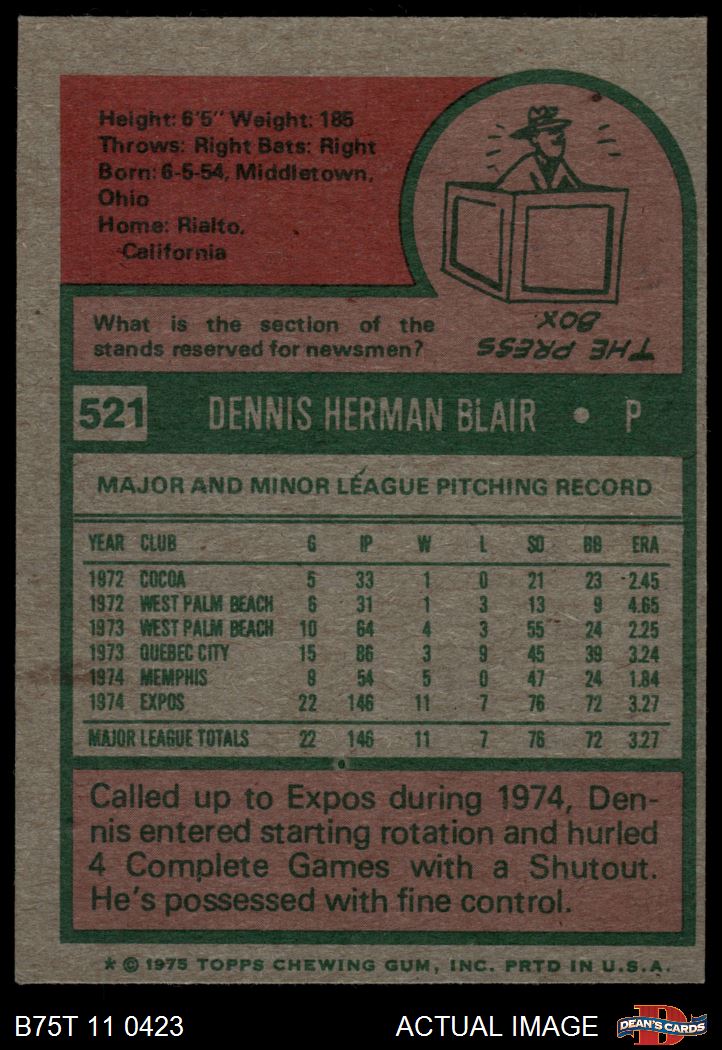 Height: 6'5" Weight: 185
Throws: Right Bats: Right
Born: 6-5-54, Middletown,
Ohio
Home: Rialto,
California
What is the section of the
stands reserved for newsmen?
THE PRESS
BOX.
521 DENNIS HERMAN BLAIR • P
MAJOR AND MINOR LEAGUE PITCHING RECORD
YEAR CLUB G IP W L SO BB ERA
1972 COCOA 5 33 1 0 21 23 2.45
1972 WEST PALM BEACH 6 31 1 3 13 9 4.65
1973 WEST PALM BEACH 10 64 4 3 55 24 2.25
1973 QUEBEC CITY 15 86 3 9 45 39 3.24
1974 MEMPHIS 9 54 5 0 47 24 1.84
1974 EXPOS 22 146 11 7 76 72 3.27
MAJOR LEAGUE TOTALS 22 146 11 7 76 72 3.27
Called up to Expos during 1974, Den-
nis entered starting rotation and hurled
4 Complete Games with a Shutout.
He's possessed with fine control.
* © 1975 TOPPS CHEWING GUM, INC. PRTD IN U.S.A.
B75T 11 0423 ACTUAL IMAGE DEAN'S CARDS